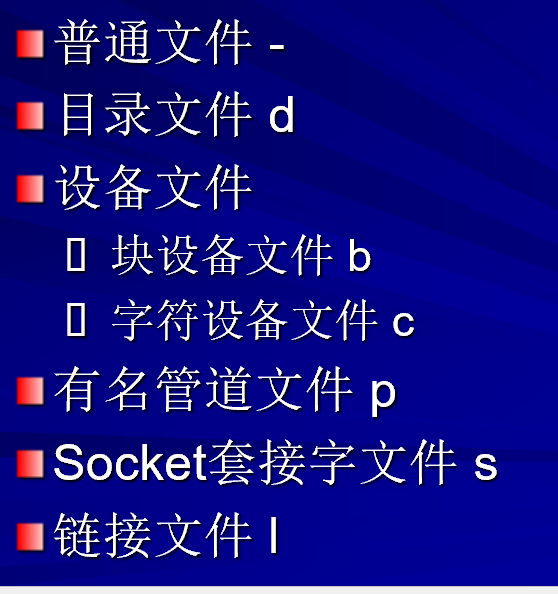 普通文件 -
目录文件 d
设备文件
块设备文件 b
字符设备文件 c
有名管道文件 p
Socket套接字文件 s
链接文件 l